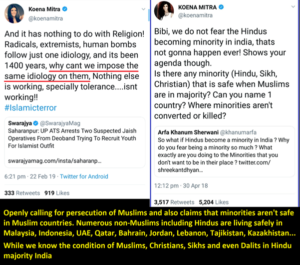 Koena Mitra
@koenamitra
And it has nothing to do with Religion!
Radicals, extremists, human bombs
follow just one idiology, and its been
1400 years, why cant we impose the
same idiology on them, Nothing else
is working, specially tolerance....isnt
working!!
#Islamicterror
Swarajya @SwarajyaMag
Saharanpur: UP ATS Arrests Two Suspected Jaish
Operatives From Deoband Trying To Recruit Youth
For Islamist Outfit
swarajyamag.com/insta/saharanp...
6:21 pm · 22 Feb 19 · Twitter for Android
333 Retweets 919 Likes
KOENA MITRA
@koenamitra
Bibi, we do not fear the Hindus
becoming minority in india, thats
not gonna happen ever! Shows your
agenda though.
Is there any minority (Hindu, Sikh,
Christian) that is safe when Muslims
are in majority? Can you name 1
country? Where minorities aren't
converted or killed?
Arfa Khanum Sherwani @khanumarfa
So what if Hindus become a minority in India ? Why
do you fear being a minority so much ? What
exactly are you doing to the Minorities that you
don't want to be in their place ? twitter.com/
shreekantdhyan...
12:12 pm · 30 Apr 18
3,517 Retweets 5,204 Likes
Openly calling for persecution of Muslims and also claims that minorities aren't safe
in Muslim countries. Numerous non-Muslims including Hindus are living safely in
Malaysia, Indonesia, UAE, Qatar, Bahrain, Jordan, Lebanon, Tajikistan, Kazakhstan...
While we know the condition of Muslims, Christians, Sikhs and even Dalits in Hindu
majority India